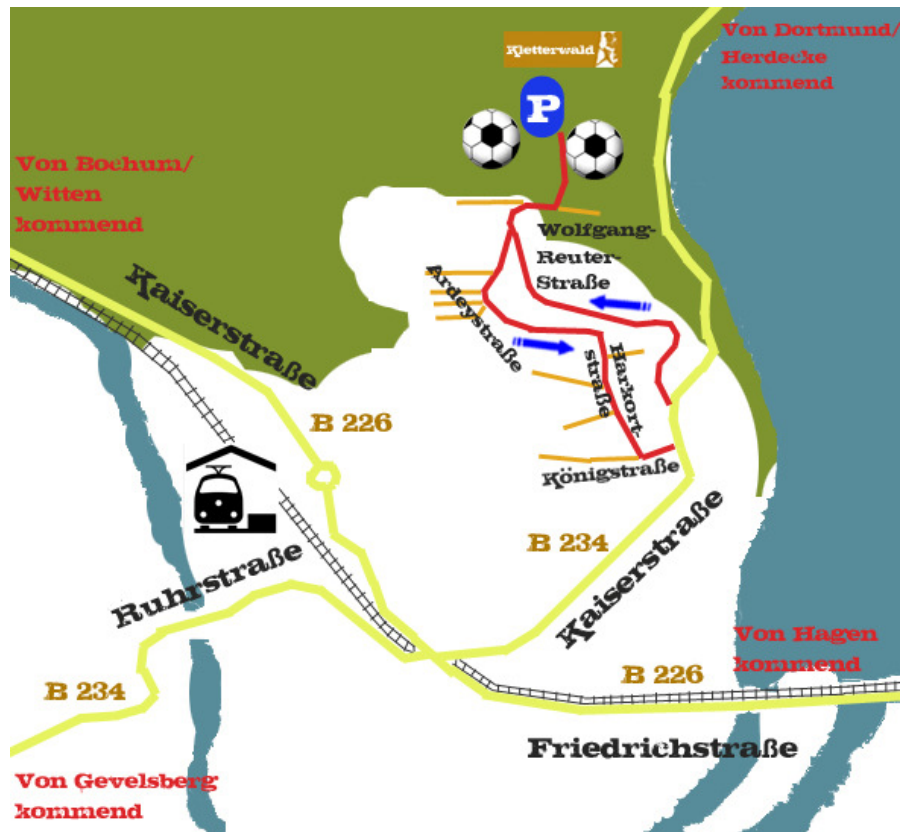 Von Dortmund/
Herdecke
kommend
Kletterwald
P
Von Bochum/
Witten
kommend
Wolfgang-
Reuter-
Straße
Kaiserstraße
Ardeystraße
Harkort-
straße
B 226
Königstraße
B 234
Kaiserstraße
Ruhrstraße
Von Hagen
kommend
B 226
B 234
Friedrichstraße
Von Gevelsberg
kommend